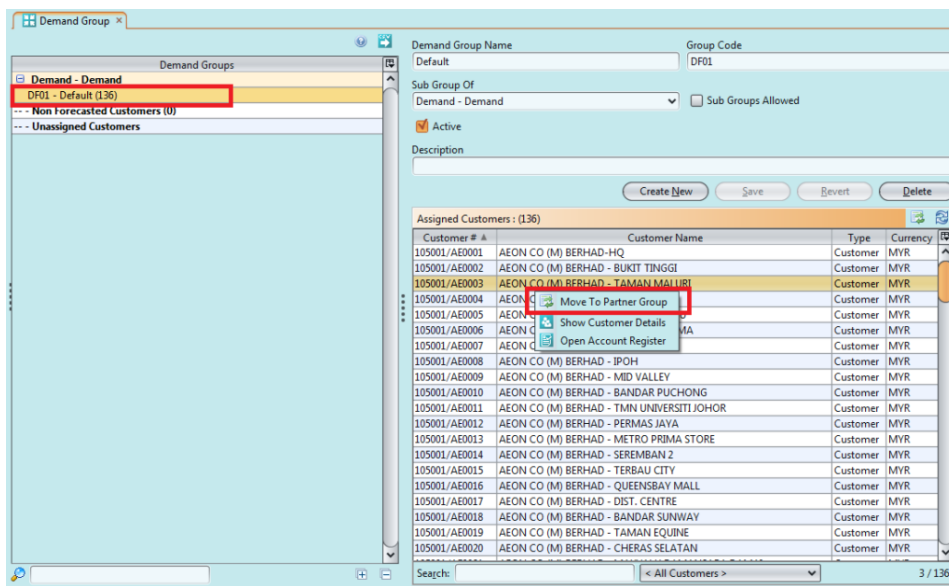 Demand Group ×
Demand Groups
Demand - Demand
DF01 - Default (136)
-- - Non Forecasted Customers (0)
-- - Unassigned Customers
Demand Group Name Group Code
Default DF01
Sub Group Of
Demand - Demand Sub Groups Allowed
Active
Description
Create New Save Revert Delete
Assigned Customers : (136)
Customer # Customer Name Type Currency
105001/AE0001 AEON CO (M) BERHAD-HQ Customer MYR
105001/AE0002 AEON CO (M) BERHAD - BUKIT TINGGI Customer MYR
105001/AE0003 AEON CO (M) BERHAD - TAMAN MALURI Customer MYR
105001/AE0004 AEON Customer MYR
Move To Partner Group
105001/AE0005 AEON Customer MYR
Show Customer Details
105001/AE0006 AEON MA Customer MYR
Open Account Register
105001/AE0007 AEON Customer MYR
105001/AE0008 AEON CO (M) BERHAD - IPOH Customer MYR
105001/AE0009 AEON CO (M) BERHAD - MID VALLEY Customer MYR
105001/AE0010 AEON CO (M) BERHAD - BANDAR PUCHONG Customer MYR
105001/AE0011 AEON CO (M) BERHAD - TMN UNIVERSITI JOHOR Customer MYR
105001/AE0012 AEON CO (M) BERHAD - PERMAS JAYA Customer MYR
105001/AE0013 AEON CO (M) BERHAD - METRO PRIMA STORE Customer MYR
105001/AE0014 AEON CO (M) BERHAD - SEREMBAN 2 Customer MYR
105001/AE0015 AEON CO (M) BERHAD - TERBAU CITY Customer MYR
105001/AE0016 AEON CO (M) BERHAD - QUEENSBAY MALL Customer MYR
105001/AE0017 AEON CO (M) BERHAD - DIST. CENTRE Customer MYR
105001/AE0018 AEON CO (M) BERHAD - BANDAR SUNWAY Customer MYR
105001/AE0019 AEON CO (M) BERHAD - TAMAN EQUINE Customer MYR
105001/AE0020 AEON CO (M) BERHAD - CHERAS SELATAN Customer MYR
Search: < All Customers > 3 / 136